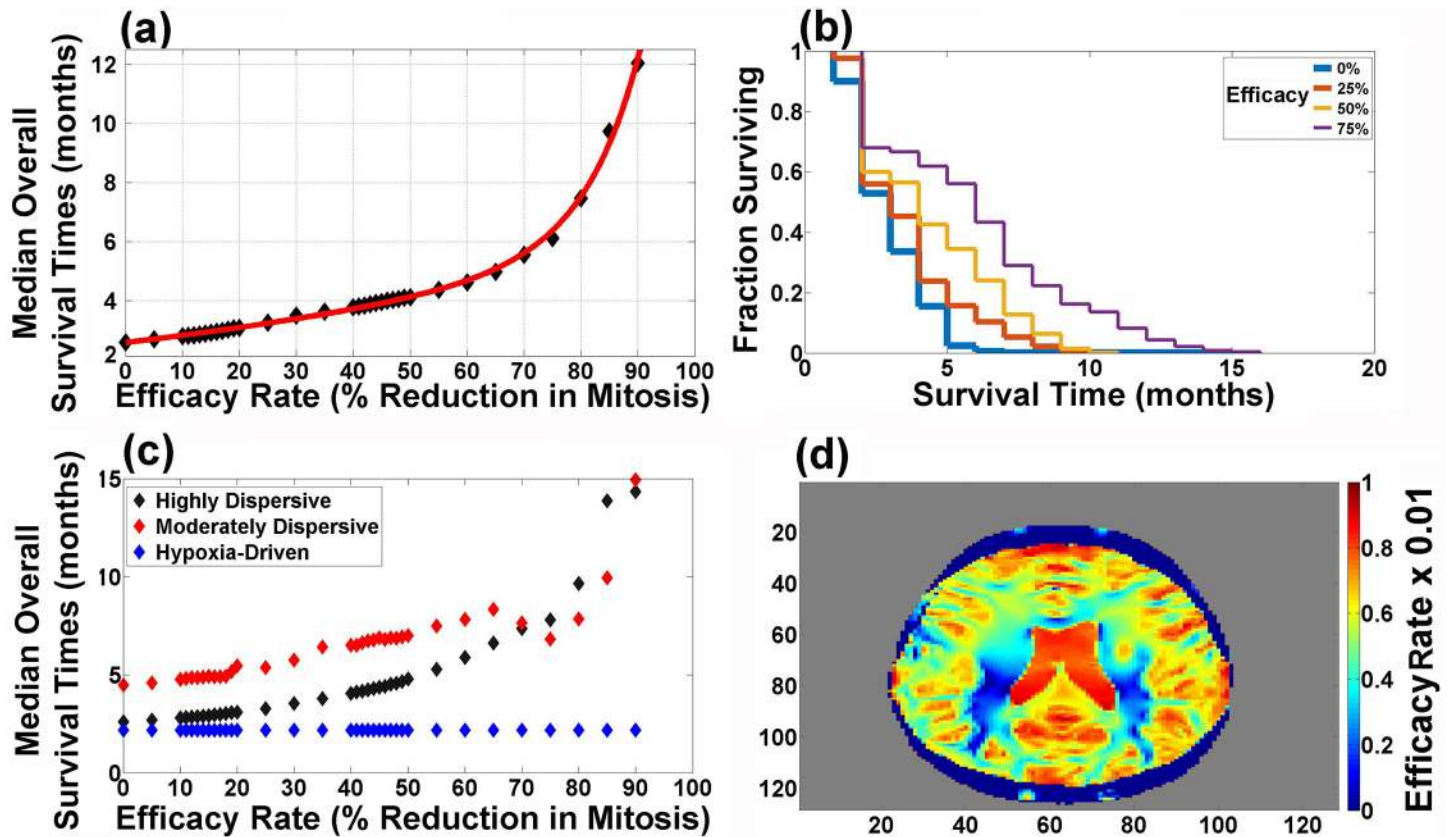 (a)
Median Overall
Survival Times (months)
12
10
8
6
4
2
0 10 20 30 40 50 60 70 80 90 100
Efficacy Rate (% Reduction in Mitosis)
(b)
Fraction Surviving
1
0.8
0.6
0.4
0.2
0
5 10 15 20
Survival Time (months)
Efficacy
0%
25%
50%
75%
(c)
Median Overall
Survival Times (months)
15
10
5
0
Highly Dispersive
Moderately Dispersive
Hypoxia-Driven
0 10 20 30 40 50 60 70 80 90 100
Efficacy Rate (% Reduction in Mitosis)
(d)
20
40
60
80
100
120
20 40 60 80 100 120
1
0.8
0.6
0.4
0.2
0
Efficacy Rate x 0.01